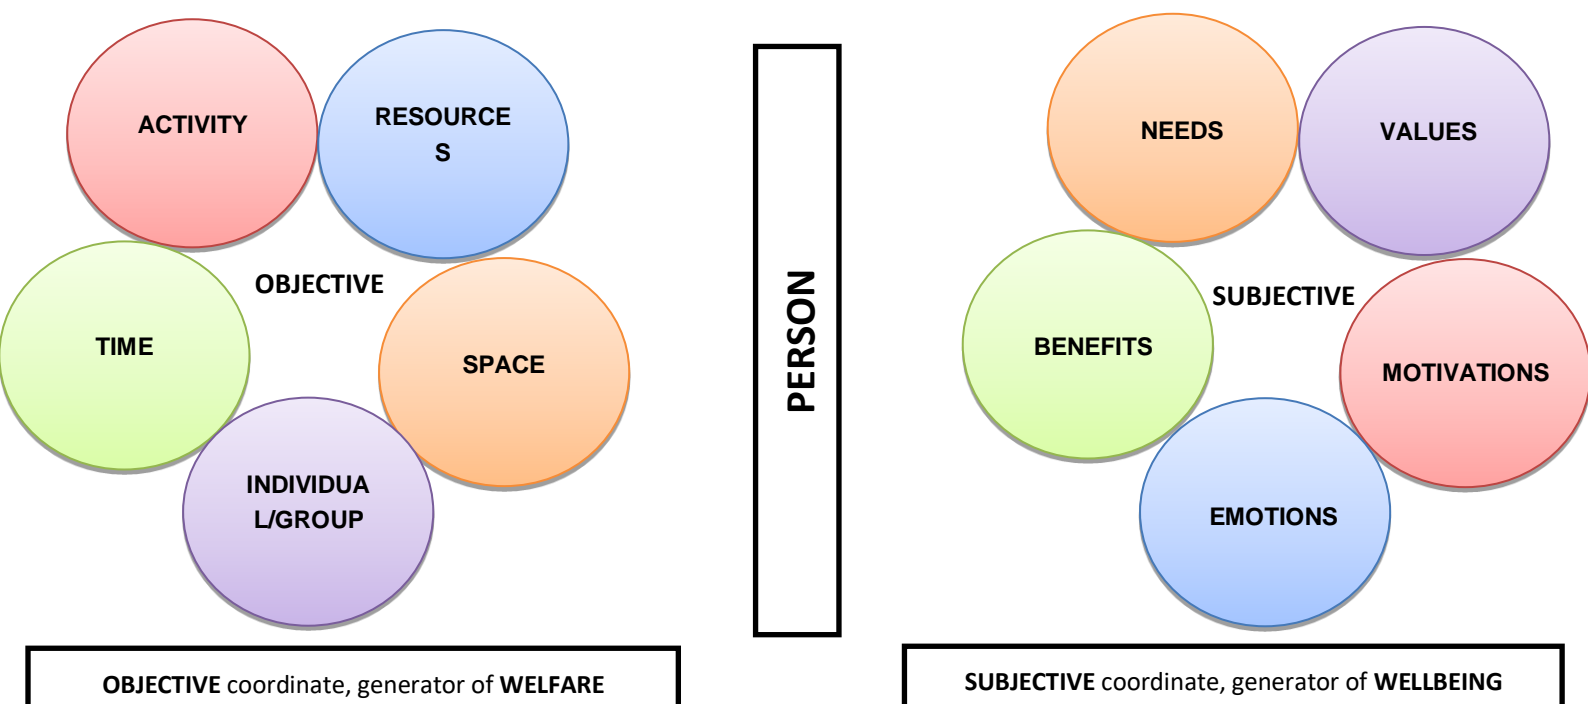 ACTIVITY
RESOURCE
S
OBJECTIVE
TIME
SPACE
INDIVIDUA
L/GROUP
OBJECTIVE coordinate, generator of WELFARE
PERSON
NEEDS
VALUES
SUBJECTIVE
BENEFITS
MOTIVATIONS
EMOTIONS
SUBJECTIVE coordinate, generator of WELLBEING